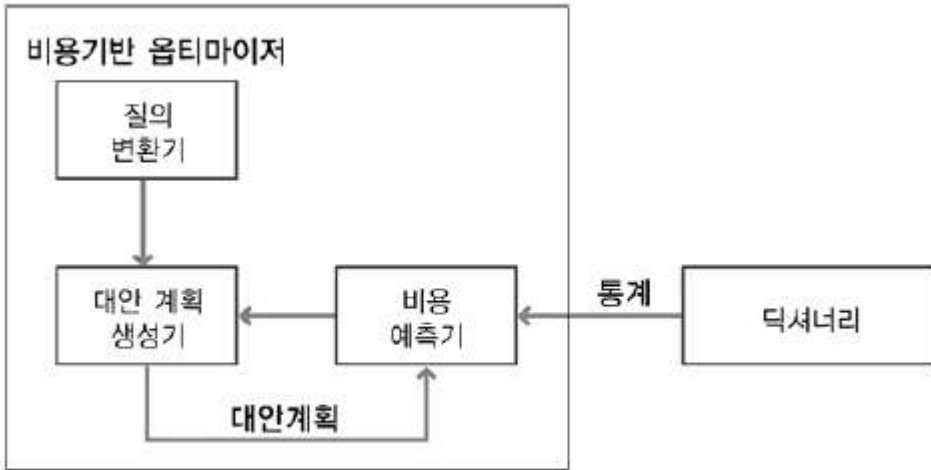 비용기반 옵티마이저
질의
변환기
대안 계획
생성기
비용
예측기
통계
딕셔너리
대안계획